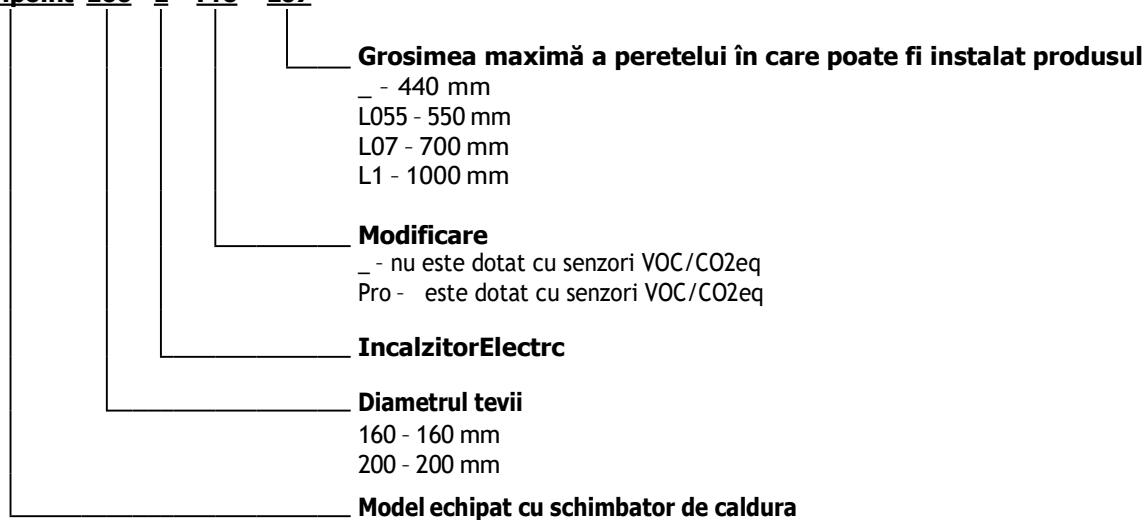 Grosimea maximă a peretelui în care poate fi instalat produsul
_ - 440 mm
L055 - 550 mm
L07 - 700 mm
L1 - 1000 mm
Modificare
_ - nu este dotat cu senzori VOC/CO2eq
Pro - este dotat cu senzori VOC/CO2eq
IncalzitorElectrc
Diametrul tevii
160 - 160 mm
200 - 200 mm
Model echipat cu schimbator de caldura